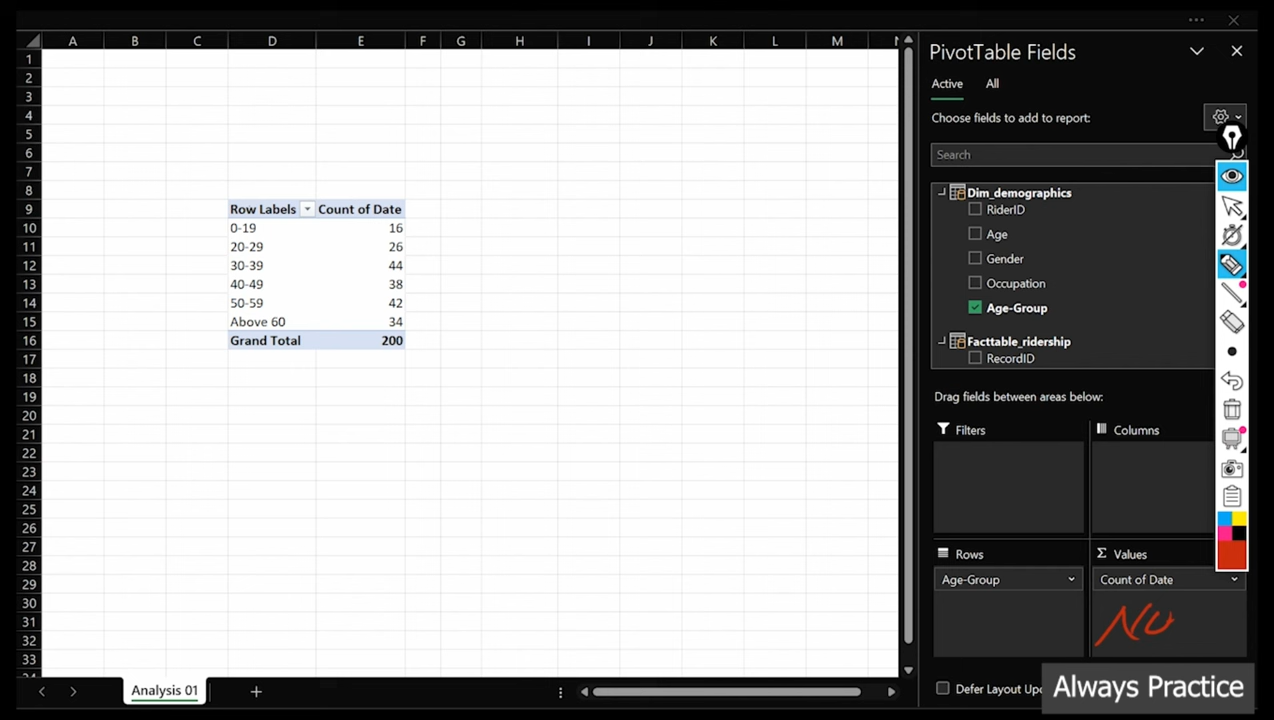 PivotTable Fields
Active All
Choose fields to add to report:
Search
Dim_demographics
RiderID
Age
Gender
Occupation
Age-Group
Facttable_ridership
RecordID
Drag fields between areas below:
Filters
Columns
Rows
Σ Values
Age-Group
Count of Date
NU
Defer Layout Upd
Always Practice
A B C D E F G H I J K L M N
1
2
3
4
5
6
7
8
9 Row Labels Count of Date
10 0-19 16
11 20-29 26
12 30-39 44
13 40-49 38
14 50-59 42
15 Above 60 34
16 Grand Total 200
17
18
19
20
21
22
23
24
25
26
27
28
29
30
31
32
33
Analysis 01